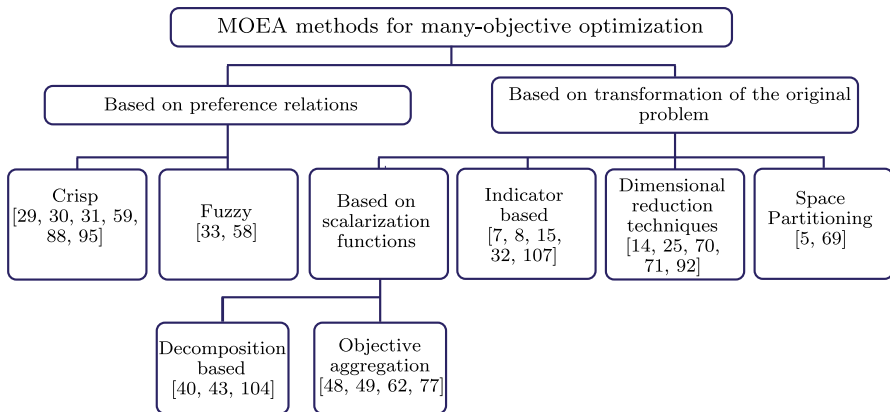 MOEA methods for many-objective optimization
Based on preference relations
Based on transformation of the original
problem
Crisp
[29, 30, 31, 59,
88, 95]
Fuzzy
[33, 58]
Based on
scalarization
functions
Indicator
based
[7, 8, 15,
32, 107]
Dimensional
reduction
techniques
[14, 25, 70,
71, 92]
Space
Partitioning
[5, 69]
Decomposition
based
[40, 43, 104]
Objective
aggregation
[48, 49, 62, 77]